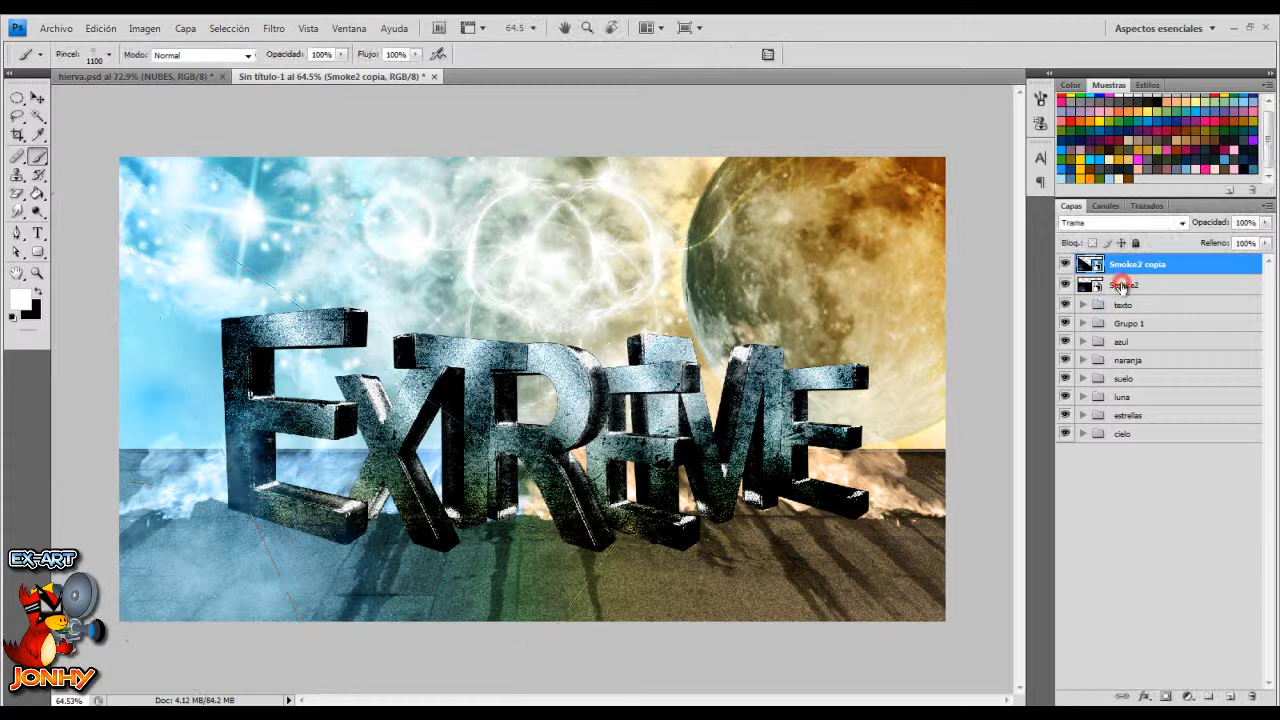 Ps Archivo Edición Imagen Capa Selección Filtro Vista Ventana Ayuda 64.5 Aspectos esenciales
Pincel: 1100 Modo: Normal Opacidad: 100% Flujo: 100%
hierva.psd al 72.9% (NUBES, RGB/8) * Sin título-1 al 64.5% (Smoke2 copia, RGB/8) *
Color Muestras Estilos
Capas Canales Trazados
Trama Opacidad: 100%
Bloq.: Relleno: 100%
Smoke2 copia
Smoke2
texto
Grupo 1
azul
naranja
suelo
luna
estrellas
cielo
EXTREME
EX-ART
JONHY
64.53% Doc: 4.12 MB/84.2 MB